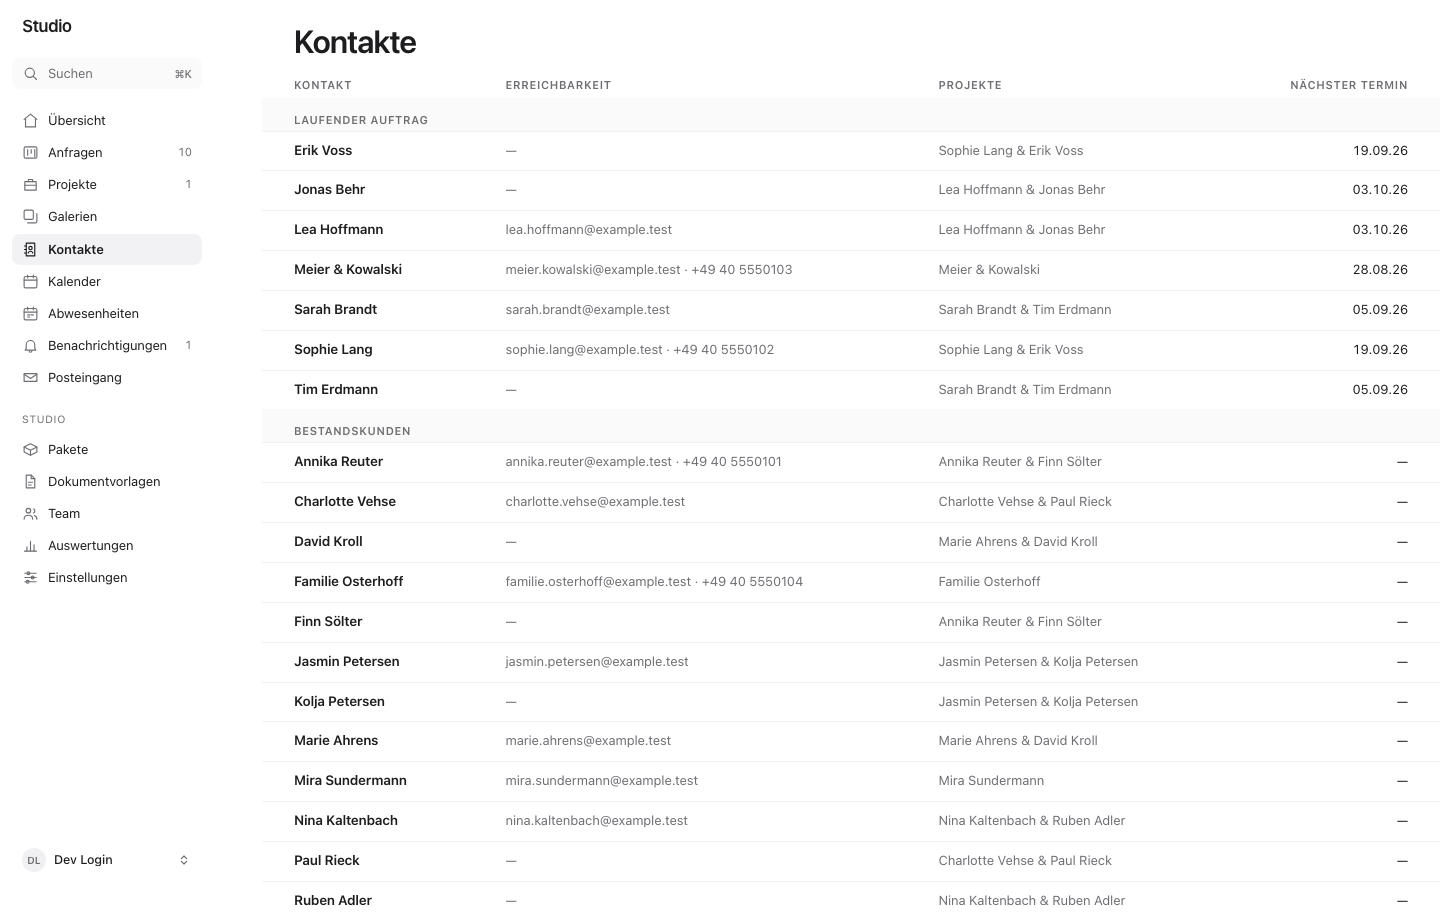 Studio
Suchen ⌘K
Übersicht
Anfragen 10
Projekte 1
Galerien
Kontakte
Kalender
Abwesenheiten
Benachrichtigungen 1
Posteingang
STUDIO
Pakete
Dokumentvorlagen
Team
Auswertungen
Einstellungen
DL Dev Login
Kontakte
KONTAKT ERREICHBARKEIT PROJEKTE NÄCHSTER TERMIN
LAUFENDER AUFTRAG
Erik Voss — Sophie Lang & Erik Voss 19.09.26
Jonas Behr — Lea Hoffmann & Jonas Behr 03.10.26
Lea Hoffmann lea.hoffmann@example.test Lea Hoffmann & Jonas Behr 03.10.26
Meier & Kowalski meier.kowalski@example.test · +49 40 5550103 Meier & Kowalski 28.08.26
Sarah Brandt sarah.brandt@example.test Sarah Brandt & Tim Erdmann 05.09.26
Sophie Lang sophie.lang@example.test · +49 40 5550102 Sophie Lang & Erik Voss 19.09.26
Tim Erdmann — Sarah Brandt & Tim Erdmann 05.09.26
BESTANDSKUNDEN
Annika Reuter annika.reuter@example.test · +49 40 5550101 Annika Reuter & Finn Sölter —
Charlotte Vehse charlotte.vehse@example.test Charlotte Vehse & Paul Rieck —
David Kroll — Marie Ahrens & David Kroll —
Familie Osterhoff familie.osterhoff@example.test · +49 40 5550104 Familie Osterhoff —
Finn Sölter — Annika Reuter & Finn Sölter —
Jasmin Petersen jasmin.petersen@example.test Jasmin Petersen & Kolja Petersen —
Kolja Petersen — Jasmin Petersen & Kolja Petersen —
Marie Ahrens marie.ahrens@example.test Marie Ahrens & David Kroll —
Mira Sundermann mira.sundermann@example.test Mira Sundermann —
Nina Kaltenbach nina.kaltenbach@example.test Nina Kaltenbach & Ruben Adler —
Paul Rieck — Charlotte Vehse & Paul Rieck —
Ruben Adler — Nina Kaltenbach & Ruben Adler —